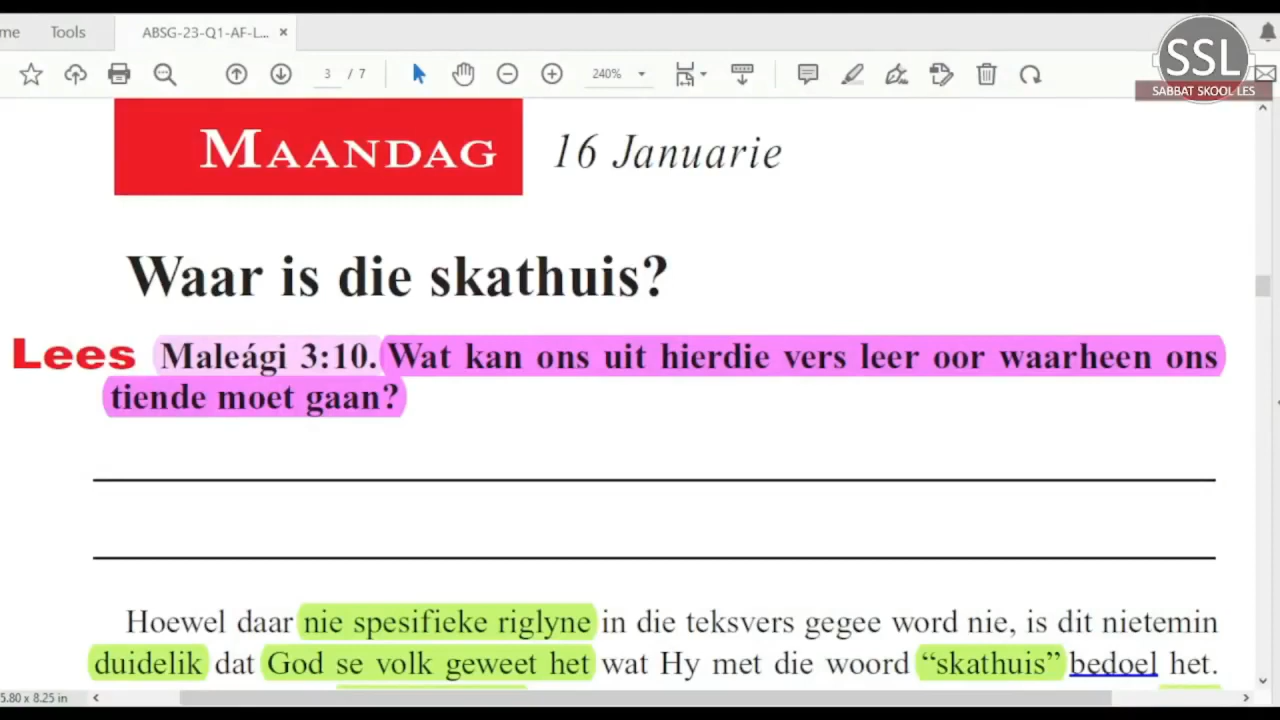 me Tools ABSG-23-Q1-AF-L... ×
3 / 7 240%
SSL
SABBAT SKOOL LES
MAANDAG 16 Januarie
Waar is die skathuis?
Lees Maleági 3:10. Wat kan ons uit hierdie vers leer oor waarheen ons
tiende moet gaan?
Hoewel daar nie spesifieke riglyne in die teksvers gegee word nie, is dit nietemin
duidelik dat God se volk geweet het wat Hy met die woord “skathuis” bedoel het.
5.80 x 8.25 in